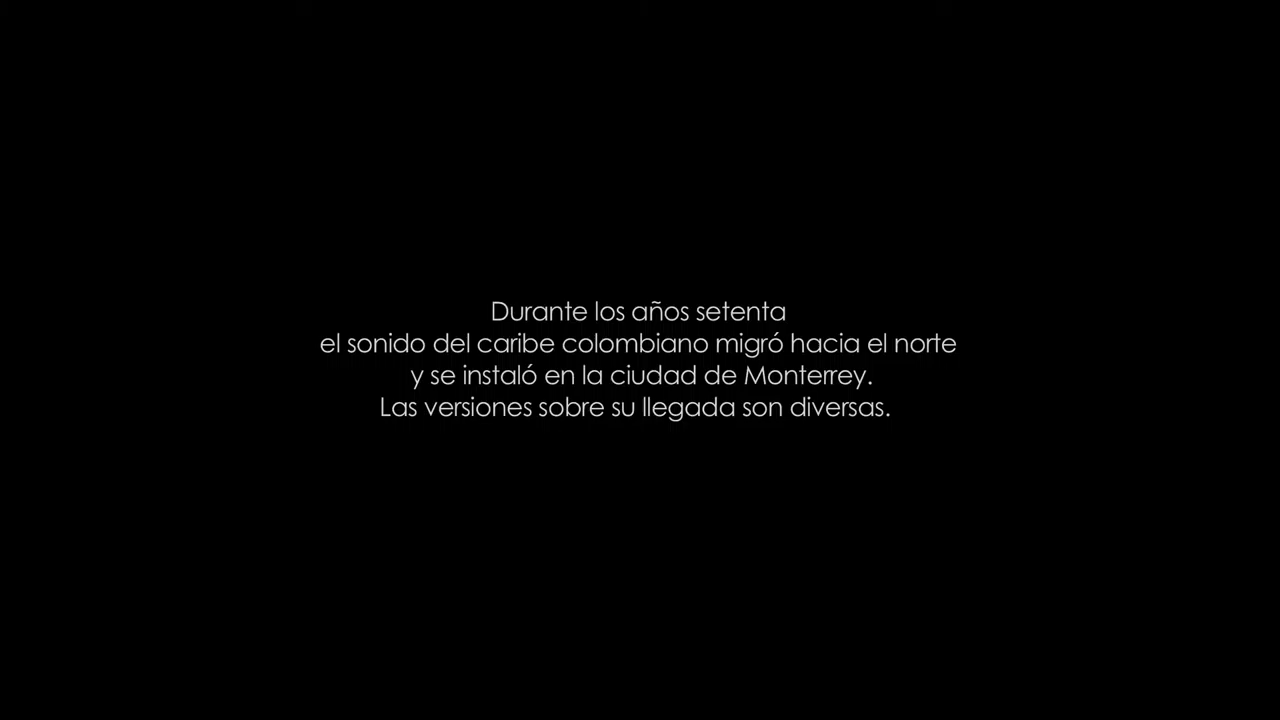 Durante los años setenta
el sonido del caribe colombiano migró hacia el norte
y se instaló en la ciudad de Monterrey.
Las versiones sobre su llegada son diversas.